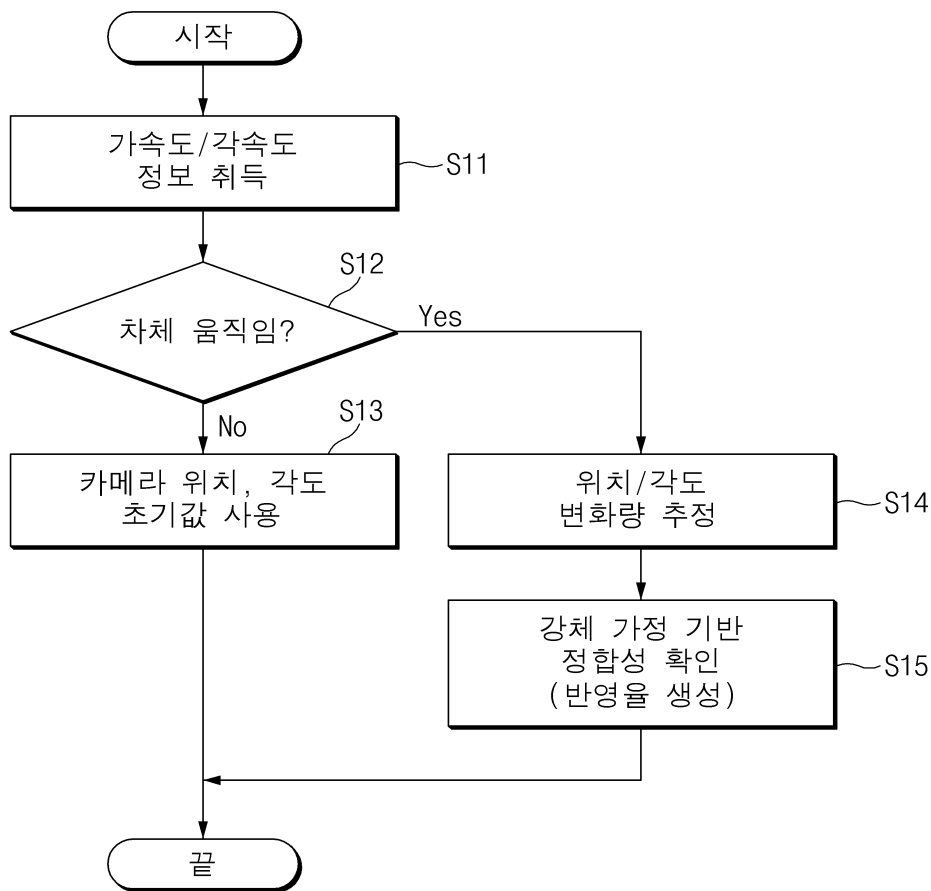 시작
가속도/각속도
정보 취득
S11
S12
차체 움직임?
Yes
No
S13
카메라 위치, 각도
초기값 사용
위치/각도
변화량 추정
S14
강체 가정 기반
정합성 확인
(반영율 생성)
S15
끝